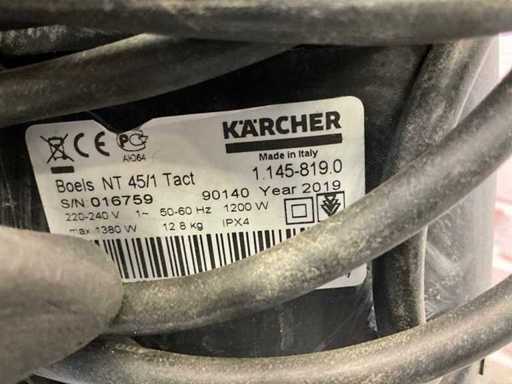 KÄRCHER
Made in Italy
Boels NT 45/1 Tact
1.145-819.0
S/N 016759
90140 Year 2019
220-240 V 1~ 50-60 Hz 1200 W
max 1380 W 12.8 kg IPX4